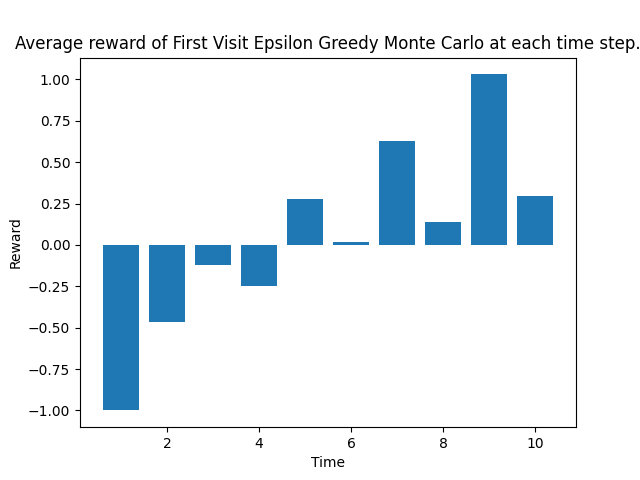 Average reward of First Visit Epsilon Greedy Monte Carlo at each time step.
1.00
0.75
0.50
0.25
0.00
−0.25
−0.50
−0.75
−1.00
Reward
2 4 6 8 10
Time